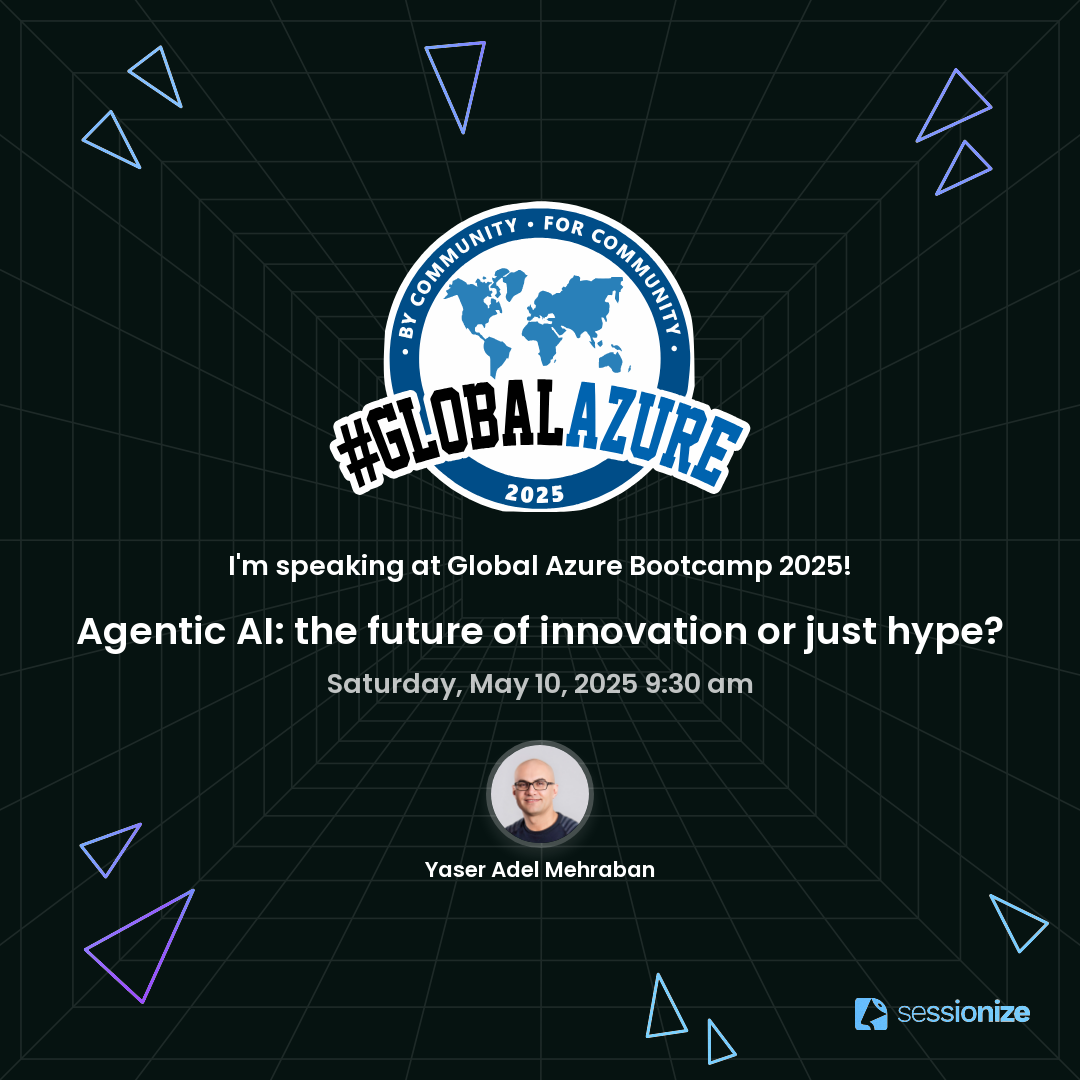 • BY COMMUNITY • FOR COMMUNITY •
#GLOBALAZURE
2025
I'm speaking at Global Azure Bootcamp 2025!
Agentic AI: the future of innovation or just hype?
Saturday, May 10, 2025 9:30 am
Yaser Adel Mehraban
sessionize